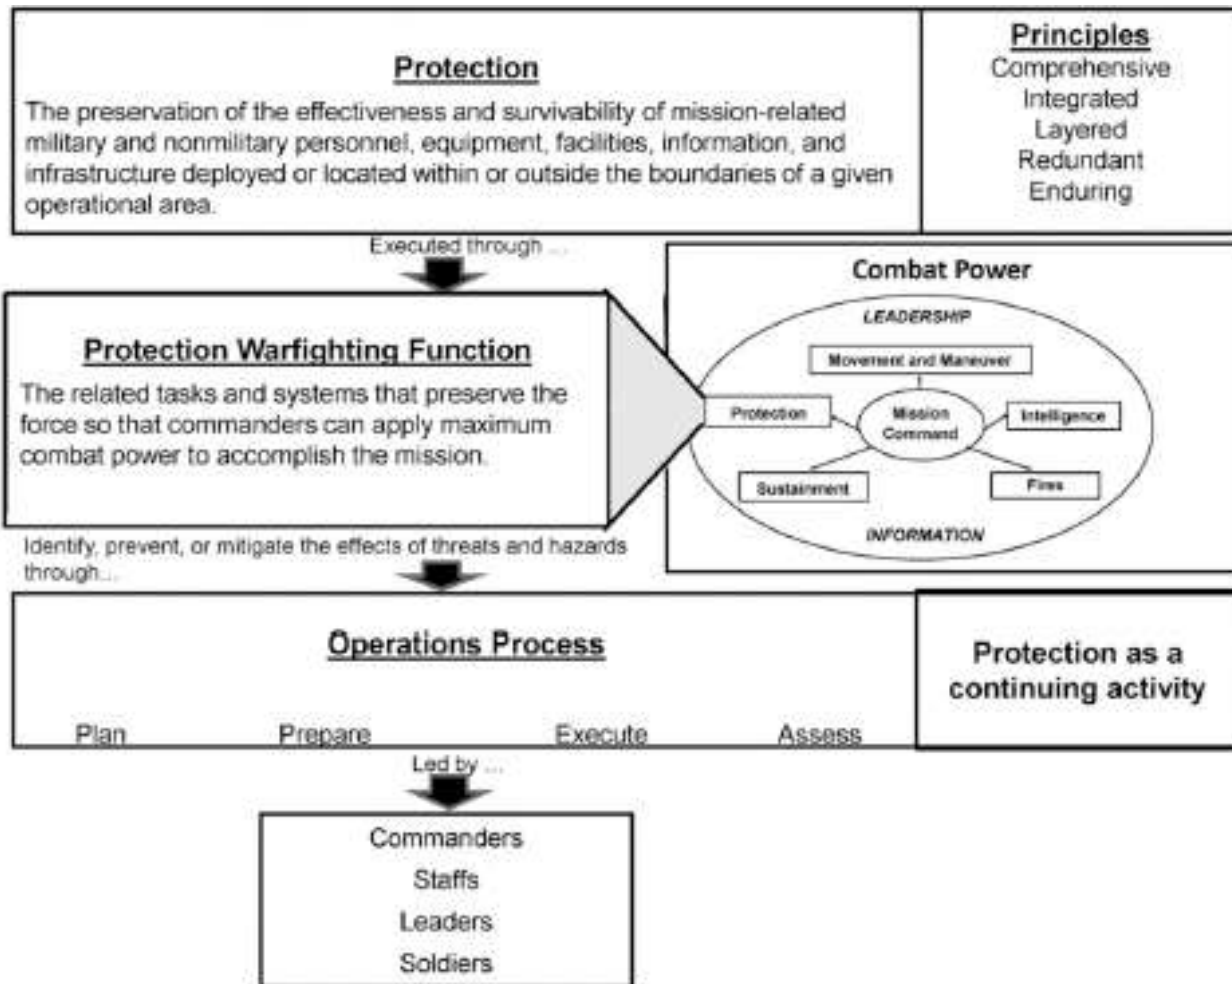 Protection
The preservation of the effectiveness and survivability of mission-related
military and nonmilitary personnel, equipment, facilities, information, and
infrastructure deployed or located within or outside the boundaries of a given
operational area.
Principles
Comprehensive
Integrated
Layered
Redundant
Enduring
Executed through ...
Protection Warfighting Function
The related tasks and systems that preserve the
force so that commanders can apply maximum
combat power to accomplish the mission.
Combat Power
LEADERSHIP
Movement and Maneuver
Protection
Mission
Command
Intelligence
Sustainment
Fires
INFORMATION
Identify, prevent, or mitigate the effects of threats and hazards
through...
Operations Process
Plan Prepare Execute Assess
Protection as a
continuing activity
Led by ...
Commanders
Staffs
Leaders
Soldiers